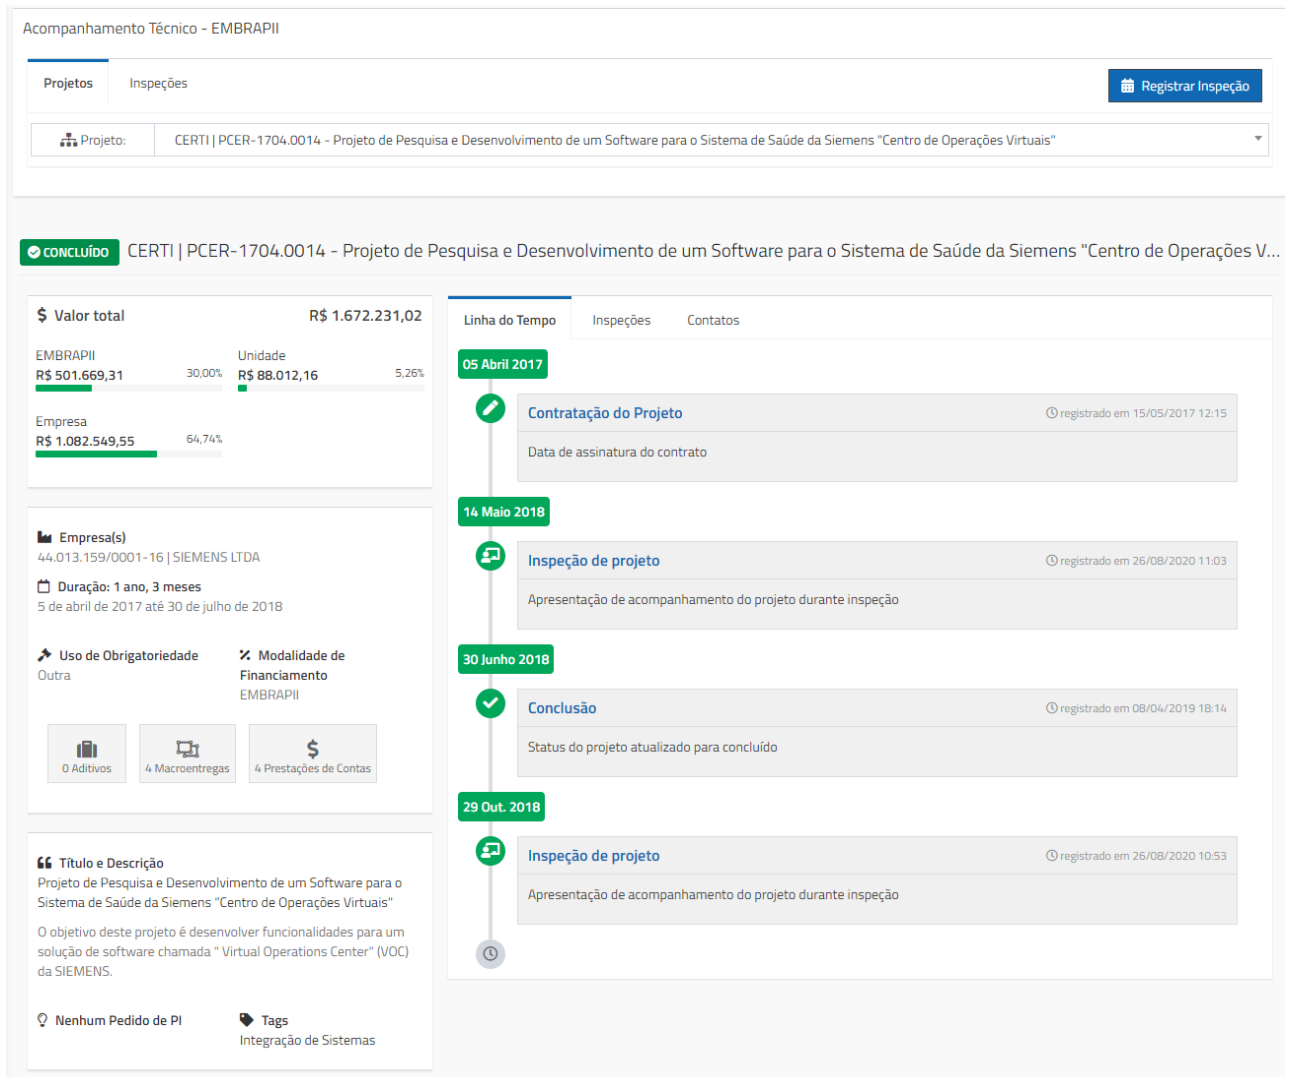 Acompanhamento Técnico - EMBRAPII
Projetos
Inspeções
Registrar Inspeção
Projeto:
CERTI | PCER-1704.0014 - Projeto de Pesquisa e Desenvolvimento de um Software para o Sistema de Saúde da Siemens "Centro de Operações Virtuais"
CONCLUÍDO
CERTI | PCER-1704.0014 - Projeto de Pesquisa e Desenvolvimento de um Software para o Sistema de Saúde da Siemens "Centro de Operações V...
Valor total
R$ 1.672.231,02
EMBRAPII
R$ 501.669,31
30,00%
Unidade
R$ 88.012,16
5,26%
Empresa
R$ 1.082.549,55
64,74%
Empresa(s)
44.013.159/0001-16 | SIEMENS LTDA
Duração: 1 ano, 3 meses
5 de abril de 2017 até 30 de julho de 2018
Uso de Obrigatoriedade
Outra
Modalidade de
Financiamento
EMBRAPII
0 Aditivos
4 Macroentregas
4 Prestações de Contas
Título e Descrição
Projeto de Pesquisa e Desenvolvimento de um Software para o
Sistema de Saúde da Siemens "Centro de Operações Virtuais"
O objetivo deste projeto é desenvolver funcionalidades para um
solução de software chamada " Virtual Operations Center" (VOC)
da SIEMENS.
Nenhum Pedido de PI
Tags
Integração de Sistemas
Linha do Tempo
Inspeções
Contatos
05 Abril 2017
Contratação do Projeto
registrado em 15/05/2017 12:15
Data de assinatura do contrato
14 Maio 2018
Inspeção de projeto
registrado em 26/08/2020 11:03
Apresentação de acompanhamento do projeto durante inspeção
30 Junho 2018
Conclusão
registrado em 08/04/2019 18:14
Status do projeto atualizado para concluído
29 Out. 2018
Inspeção de projeto
registrado em 26/08/2020 10:53
Apresentação de acompanhamento do projeto durante inspeção